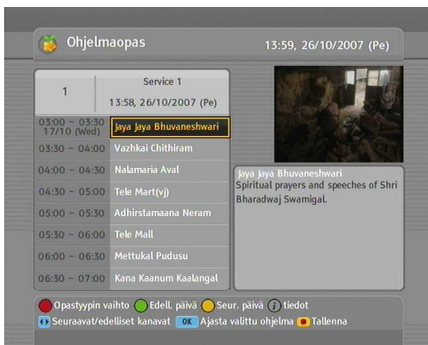 Ohjelmaopas
13:59, 26/10/2007 (Pe)
1
Service 1
13:58, 26/10/2007 (Pe)
03:00 ~ 03:30
17/10 (Wed)
Jaya Jaya Bhuvaneshwari
03:30 ~ 04:00 Vazhkai Chithiram
04:00 ~ 04:30 Nalamaria Aval
04:30 ~ 05:00 Tele Mart(vj)
05:00 ~ 05:30 Adhirstamaana Neram
05:30 ~ 06:00 Tele Mall
06:00 ~ 06:30 Mettukal Pudusu
06:30 ~ 07:00 Kana Kaanum Kaalangal
Jaya Jaya Bhuvaneshwari
Spiritual prayers and speeches of Shri
Bharadwaj Swamigal.
Opastyypin vaihto Edell. päivä Seur. päivä i tiedot
Seuraavat/edelliset kanavat OK Ajasta valittu ohjelma Tallenna